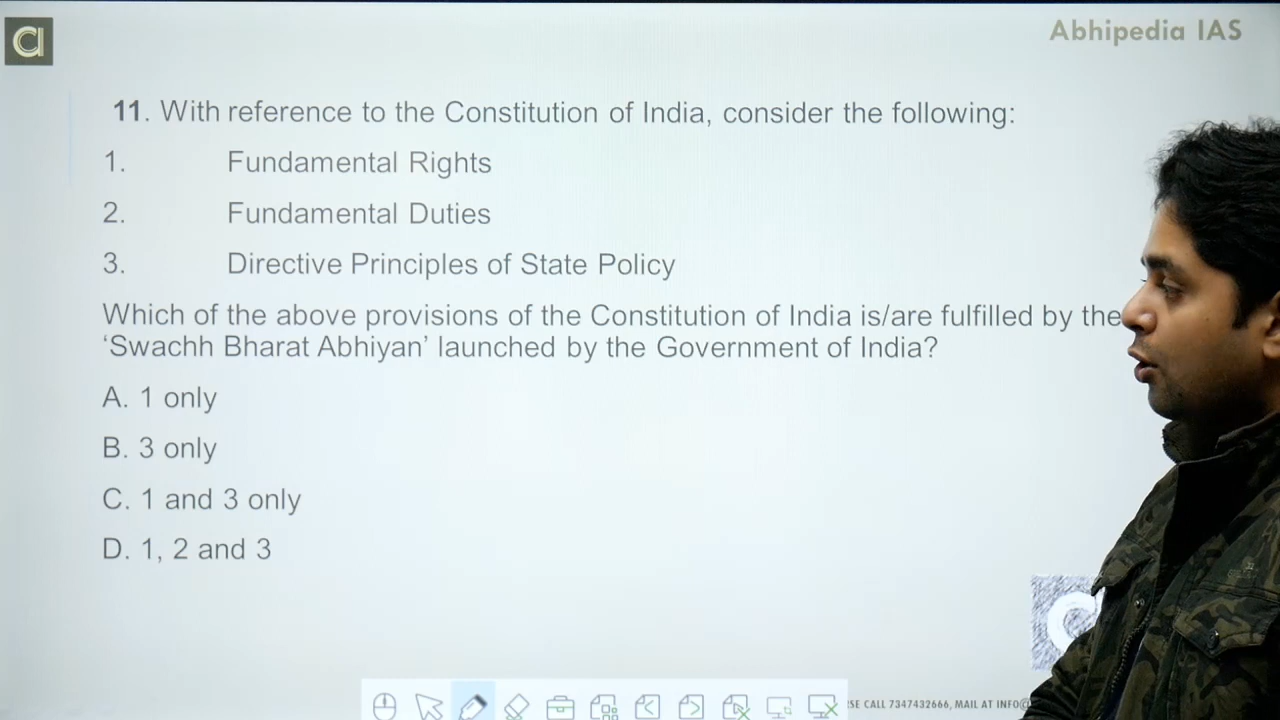 Abhipedia IAS
11. With reference to the Constitution of India, consider the following:
1. Fundamental Rights
2. Fundamental Duties
3. Directive Principles of State Policy
Which of the above provisions of the Constitution of India is/are fulfilled by the
‘Swachh Bharat Abhiyan’ launched by the Government of India?
A. 1 only
B. 3 only
C. 1 and 3 only
D. 1, 2 and 3
CALL 7347432666, MAIL AT